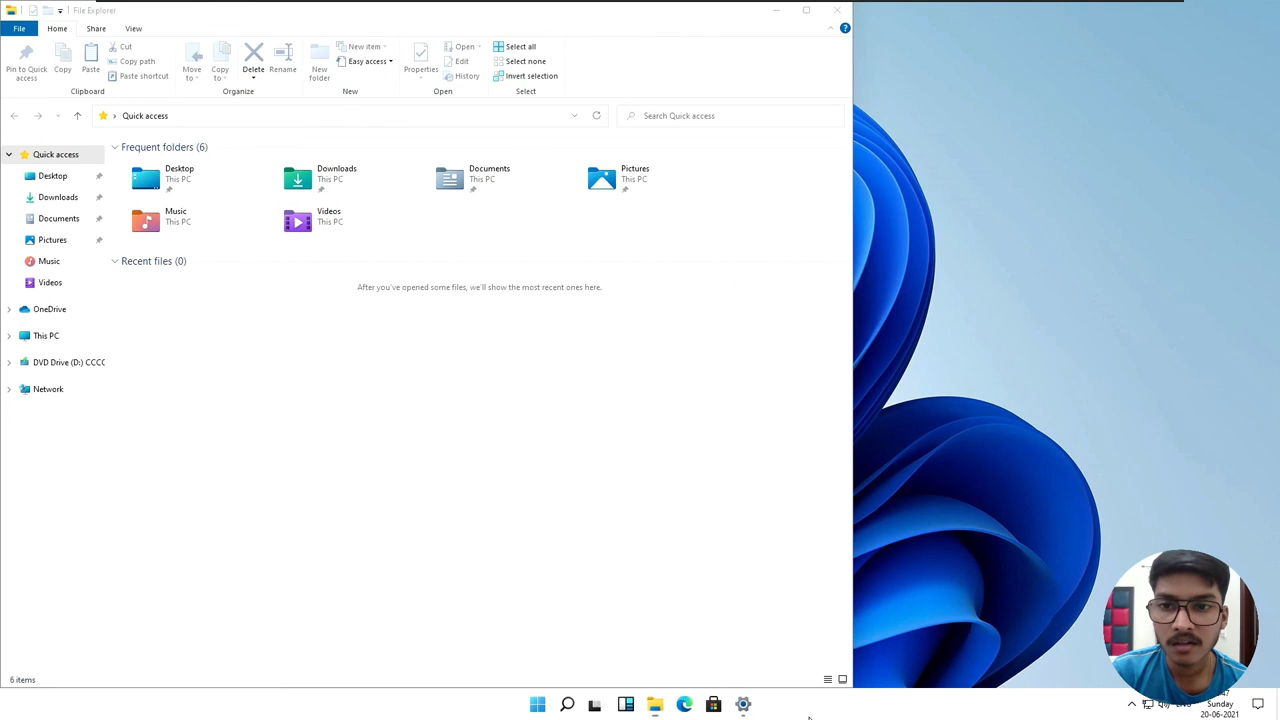 File Explorer
File Home Share View
Pin to Quick access
Copy
Paste
Cut
Copy path
Paste shortcut
Clipboard
Move to
Copy to
Delete
Rename
Organize
New folder
New item
Easy access
New
Properties
Open
Edit
History
Open
Select all
Select none
Invert selection
Select
Quick access
Search Quick access
Quick access
Desktop
Downloads
Documents
Pictures
Music
Videos
OneDrive
This PC
DVD Drive (D:) CCCC
Network
Frequent folders (6)
Desktop
This PC
Downloads
This PC
Documents
This PC
Pictures
This PC
Music
This PC
Videos
This PC
Recent files (0)
After you've opened some files, we'll show the most recent ones here.
6 items
Sunday
20-06-2021